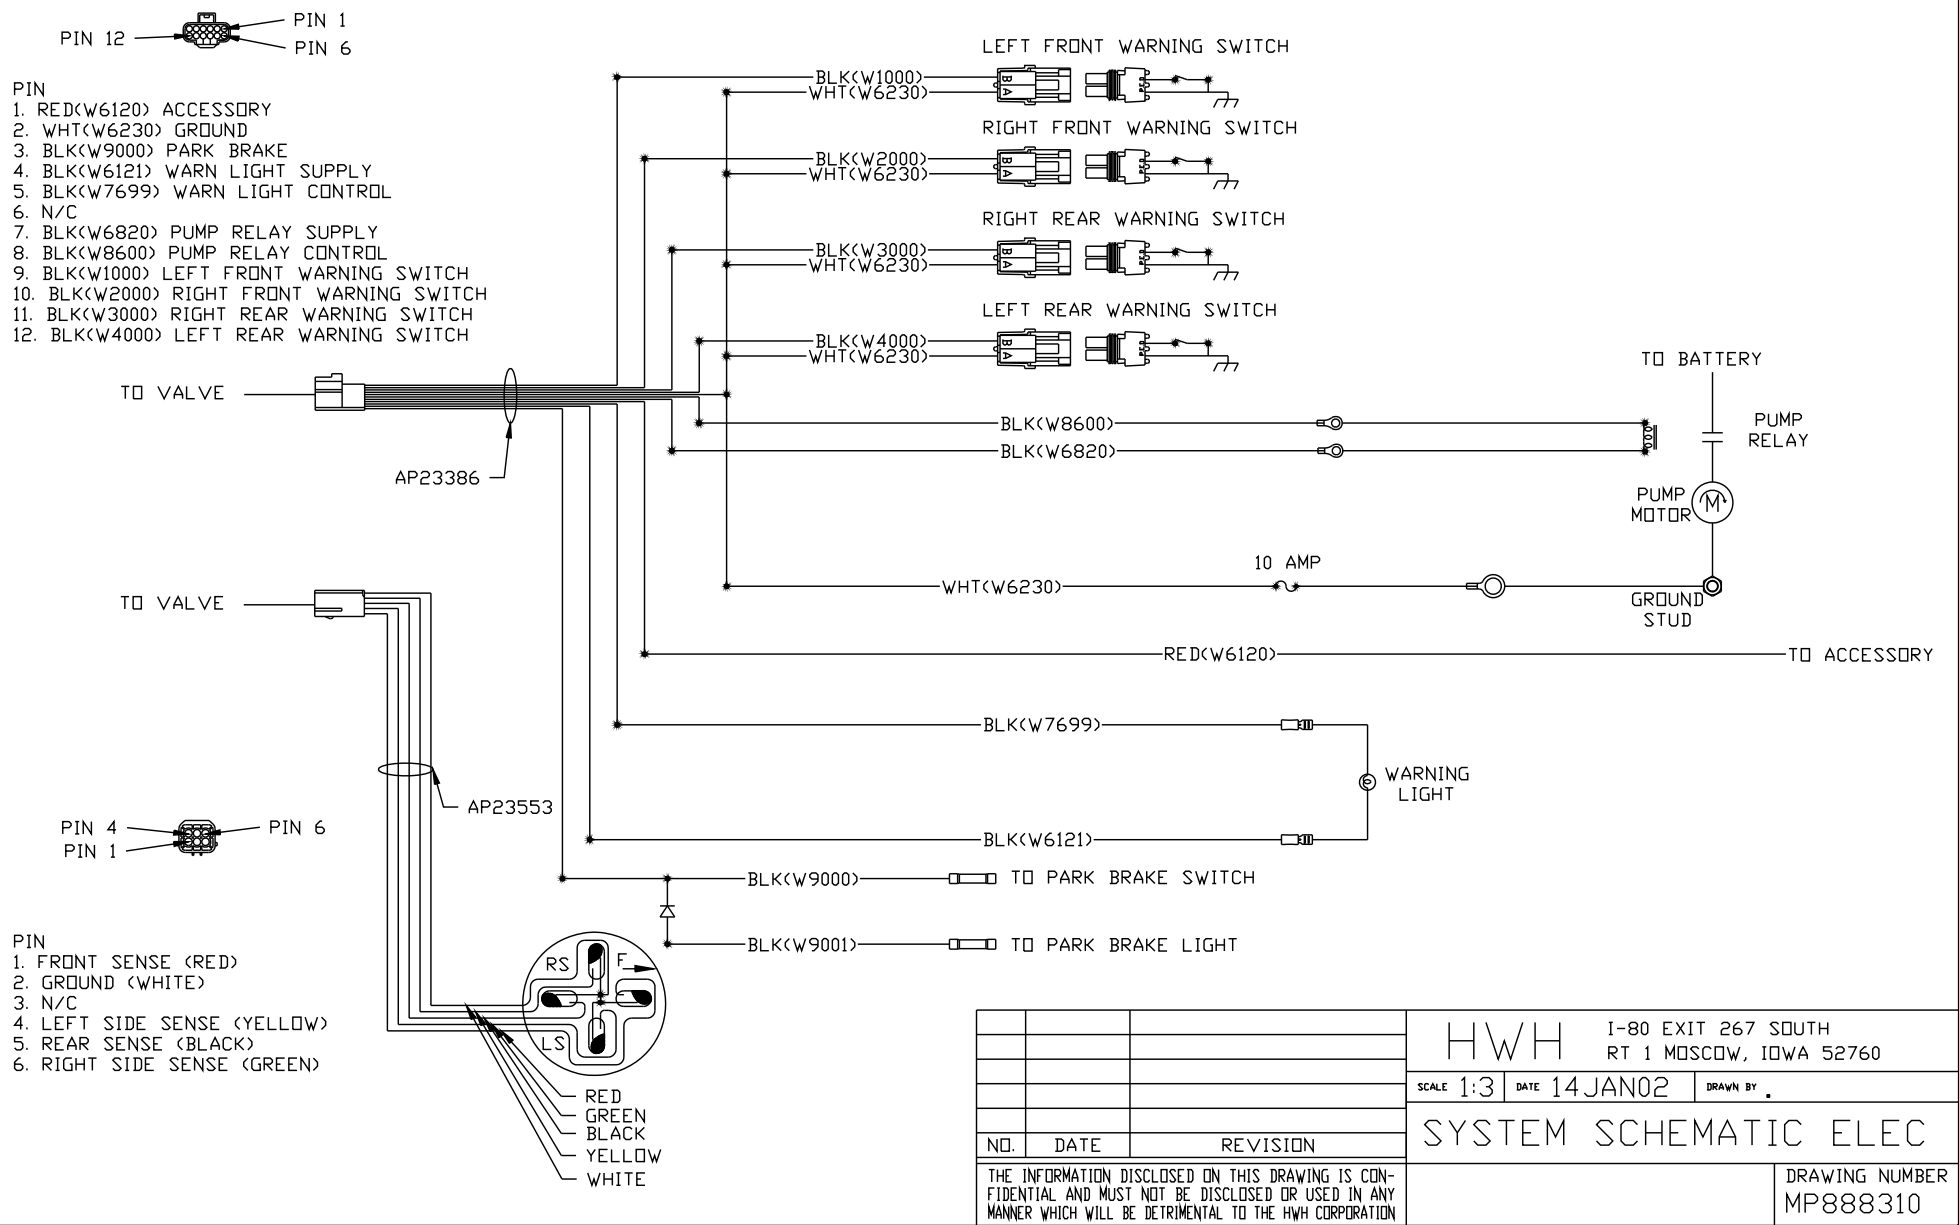 PIN 1
PIN 12
PIN 6
PIN
1. RED(W6120) ACCESSORY
2. WHT(W6230) GROUND
3. BLK(W9000) PARK BRAKE
4. BLK(W6121) WARN LIGHT SUPPLY
5. BLK(W7699) WARN LIGHT CONTROL
6. N/C
7. BLK(W6820) PUMP RELAY SUPPLY
8. BLK(W8600) PUMP RELAY CONTROL
9. BLK(W1000) LEFT FRONT WARNING SWITCH
10. BLK(W2000) RIGHT FRONT WARNING SWITCH
11. BLK(W3000) RIGHT REAR WARNING SWITCH
12. BLK(W4000) LEFT REAR WARNING SWITCH
LEFT FRONT WARNING SWITCH
BLK(W1000)
WHT(W6230)
B
A
RIGHT FRONT WARNING SWITCH
BLK(W2000)
WHT(W6230)
B
A
RIGHT REAR WARNING SWITCH
BLK(W3000)
WHT(W6230)
B
A
LEFT REAR WARNING SWITCH
BLK(W4000)
WHT(W6230)
B
A
TO VALVE
AP23386
TO BATTERY
BLK(W8600)
BLK(W6820)
PUMP
RELAY
PUMP
MOTOR
M
10 AMP
WHT(W6230)
GROUND
STUD
RED(W6120)
TO ACCESSORY
TO VALVE
BLK(W7699)
WARNING
LIGHT
AP23553
BLK(W6121)
PIN 4
PIN 6
PIN 1
BLK(W9000)
TO PARK BRAKE SWITCH
BLK(W9001)
TO PARK BRAKE LIGHT
PIN
1. FRONT SENSE (RED)
2. GROUND (WHITE)
3. N/C
4. LEFT SIDE SENSE (YELLOW)
5. REAR SENSE (BLACK)
6. RIGHT SIDE SENSE (GREEN)
RS
F
LS
RED
GREEN
BLACK
YELLOW
WHITE
NO. DATE REVISION
THE INFORMATION DISCLOSED ON THIS DRAWING IS CON-
FIDENTIAL AND MUST NOT BE DISCLOSED OR USED IN ANY
MANNER WHICH WILL BE DETRIMENTAL TO THE HWH CORPORATION
HWH
I-80 EXIT 267 SOUTH
RT 1 MOSCOW, IOWA 52760
SCALE 1:3 DATE 14JAN02 DRAWN BY .
SYSTEM SCHEMATIC ELEC
DRAWING NUMBER
MP888310